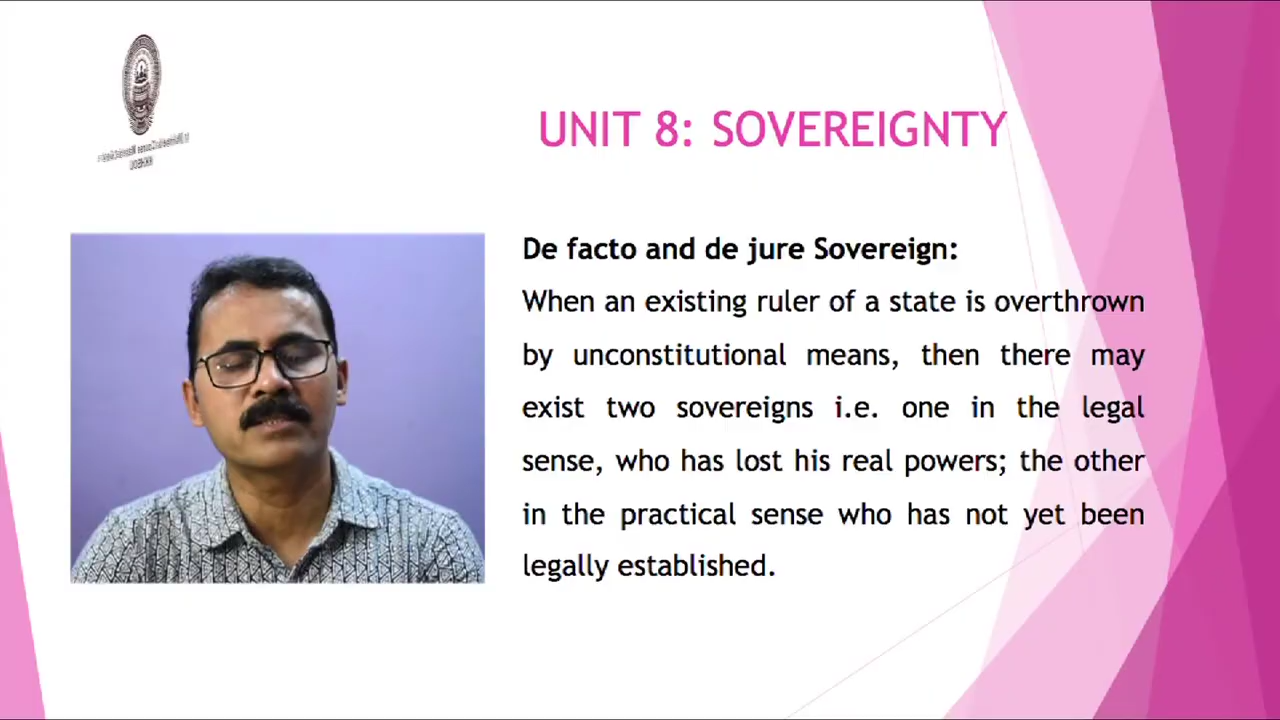 UNIT 8: SOVEREIGNTY
De facto and de jure Sovereign:
When an existing ruler of a state is overthrown
by unconstitutional means, then there may
exist two sovereigns i.e. one in the legal
sense, who has lost his real powers; the other
in the practical sense who has not yet been
legally established.